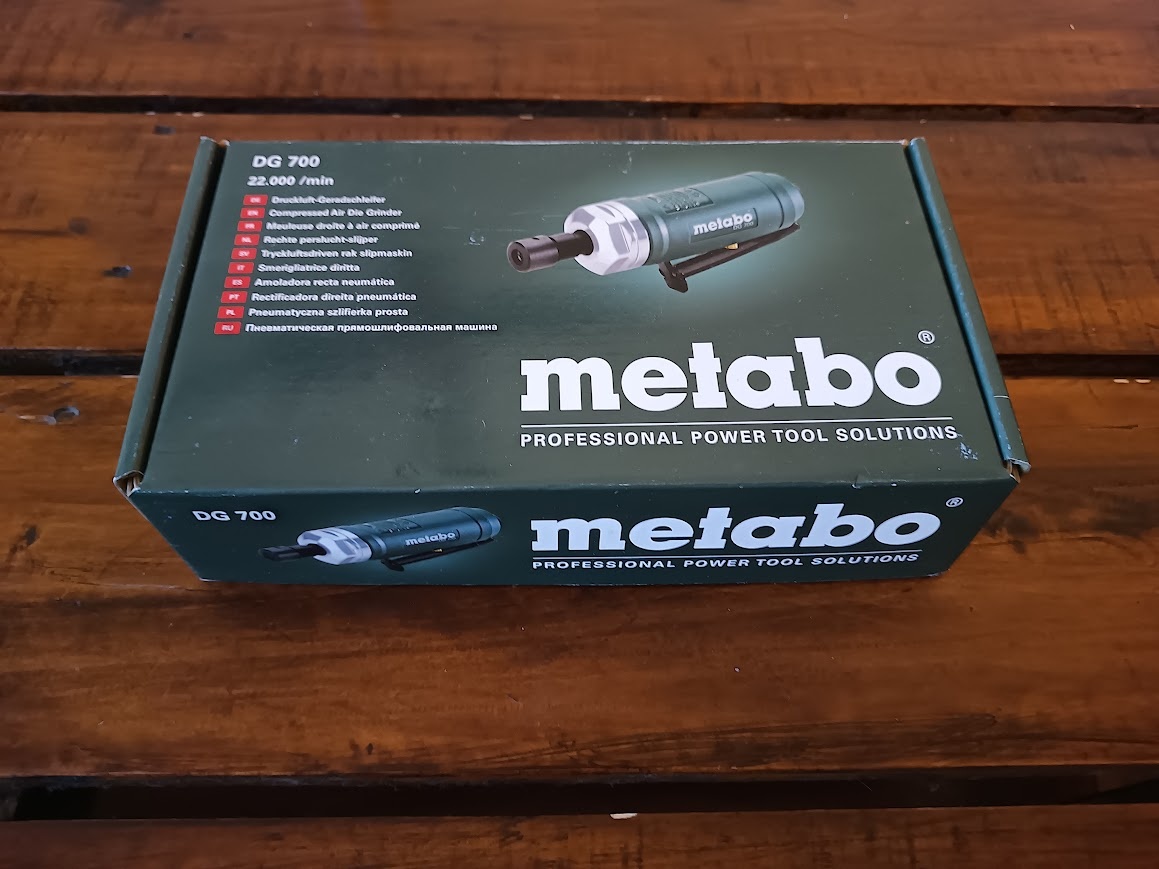 DG 700
22.000 /min
DE Druckluft-Geradschleifer
EN Compressed Air Die Grinder
FR Meuleuse droite à air comprimé
NL Rechte perslucht-slijper
SV Tryckluftsdriven rak slipmaskin
IT Smerigliatrice diritta
ES Amoladora recta neumática
PT Rectificadora direita pneumática
PL Pneumatyczna szlifierka prosta
RU Пневматическая прямошлифовальная машина
metabo
DG 700
metabo®
PROFESSIONAL POWER TOOL SOLUTIONS
DG 700
metabo
metabo®
PROFESSIONAL POWER TOOL SOLUTIONS